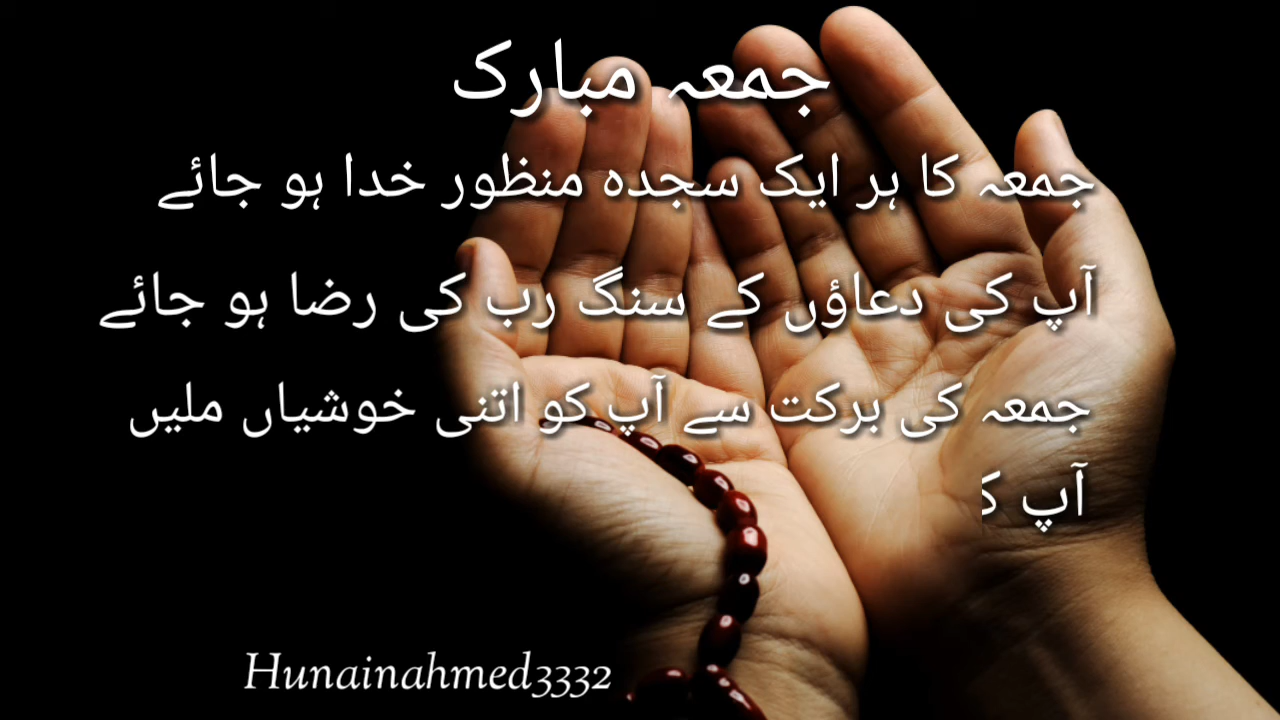 جمعہ مبارک
جمعہ کا ہر ایک سجدہ منظور خدا ہو جائے
آپ کی دعاؤں کے سنگ رب کی رضا ہو جائے
جمعہ کی برکت سے آپ کو اتنی خوشیاں ملیں
آپ
Hunainahmed3332